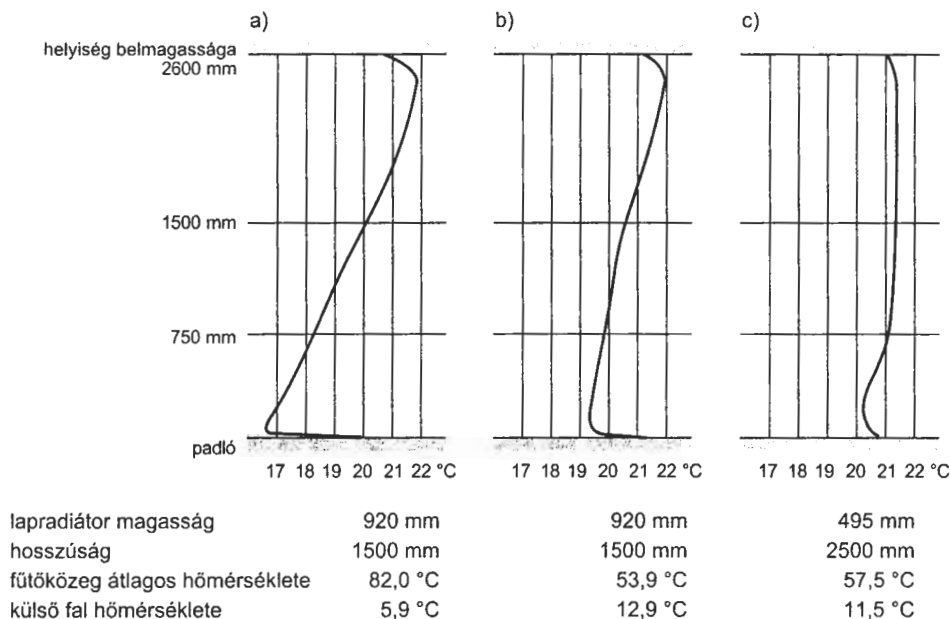 a) b) c)
helyiség belmagassága
2600 mm
1500 mm
750 mm
padló
17 18 19 20 21 22 °C 17 18 19 20 21 22 °C 17 18 19 20 21 22 °C
lapradiátor magasság 920 mm 920 mm 495 mm
hosszúság 1500 mm 1500 mm 2500 mm
fűtőközeg átlagos hőmérséklete 82,0 °C 53,9 °C 57,5 °C
külső fal hőmérséklete 5,9 °C 12,9 °C 11,5 °C